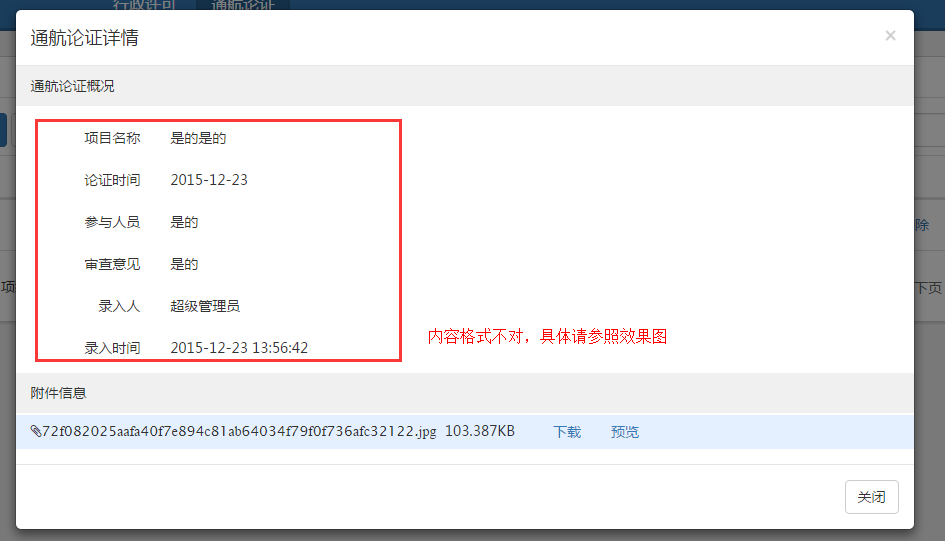 行政许可 通航论证
通航论证详情 ×
通航论证概况
项目名称 是的是的
论证时间 2015-12-23
参与人员 是的
除
审查意见 是的
项
下页
录入人 超级管理员
内容格式不对，具体请参照效果图
录入时间 2015-12-23 13:56:42
附件信息
72f082025aafa40f7e894c81ab64034f79f0f736afc32122.jpg 103.387KB 下载 预览
关闭